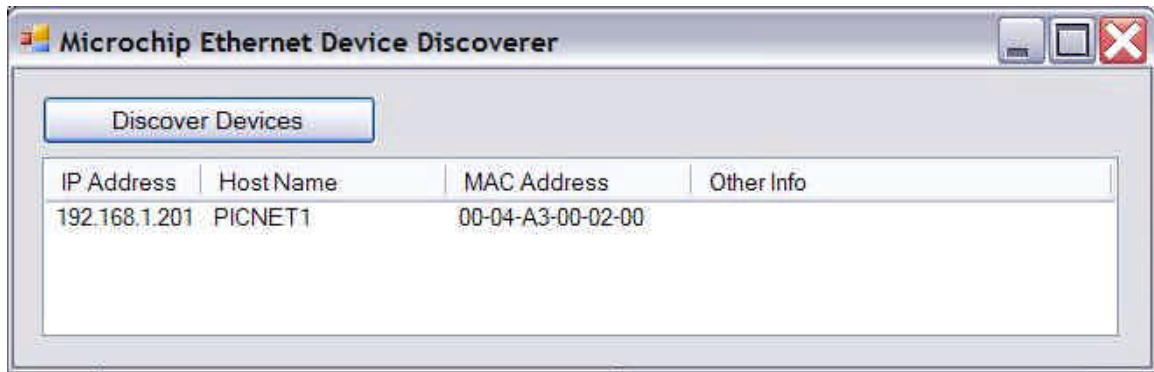 Microchip Ethernet Device Discoverer
Discover Devices
IP Address Host Name MAC Address Other Info
192.168.1.201 PICNET1 00-04-A3-00-02-00